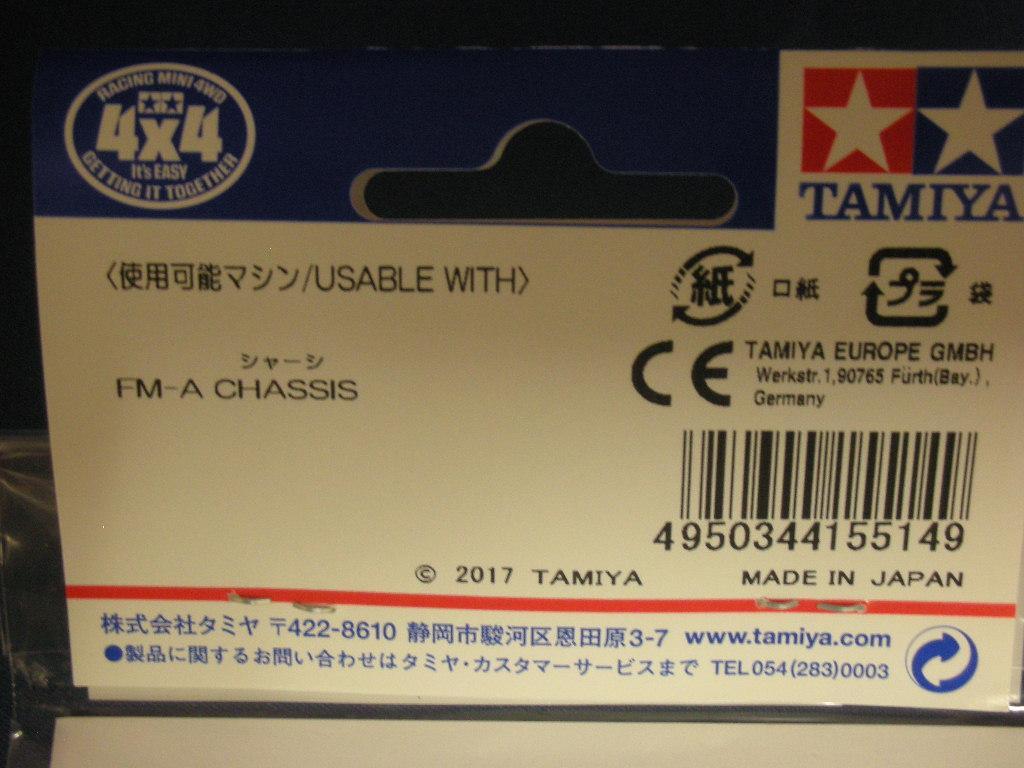 RACING MINI 4WD
4x4
It's EASY
GETTING IT TOGETHER
TAMIYA
〈使用可能マシン/USABLE WITH〉
紙 口紙 プラ 袋
シャーシ
FM-A CHASSIS
CE TAMIYA EUROPE GMBH
Werkstr.1,90765 Fürth(Bay.),
Germany
4950344155149
© 2017 TAMIYA MADE IN JAPAN
株式会社タミヤ 〒422-8610 静岡市駿河区恩田原3-7 www.tamiya.com
●製品に関するお問い合わせはタミヤ・カスタマーサービスまで TEL054(283)0003